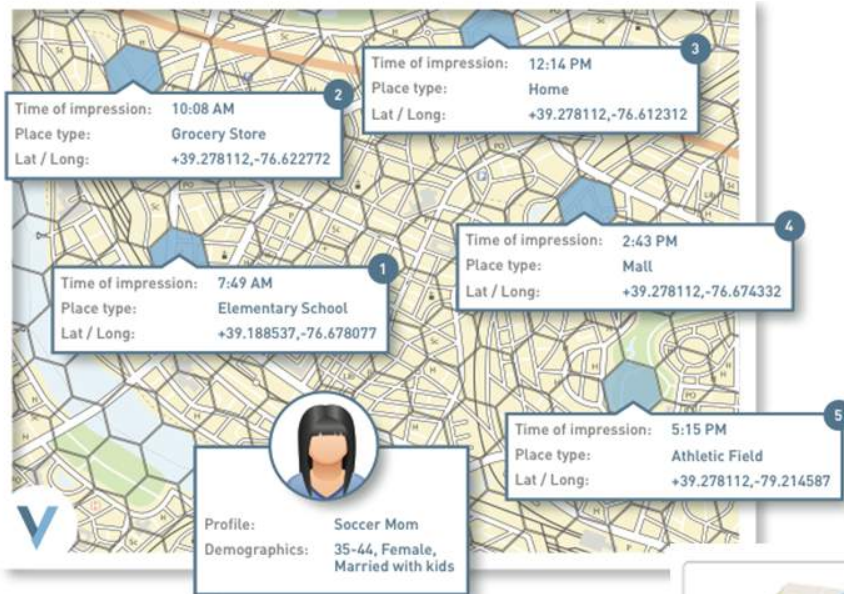 1
Time of impression: 7:49 AM
Place type: Elementary School
Lat / Long: +39.188537,-76.678077
2
Time of impression: 10:08 AM
Place type: Grocery Store
Lat / Long: +39.278112,-76.622772
3
Time of impression: 12:14 PM
Place type: Home
Lat / Long: +39.278112,-76.612312
4
Time of impression: 2:43 PM
Place type: Mall
Lat / Long: +39.278112,-76.674332
5
Time of impression: 5:15 PM
Place type: Athletic Field
Lat / Long: +39.278112,-79.214587
Profile: Soccer Mom
Demographics: 35-44, Female,
Married with kids